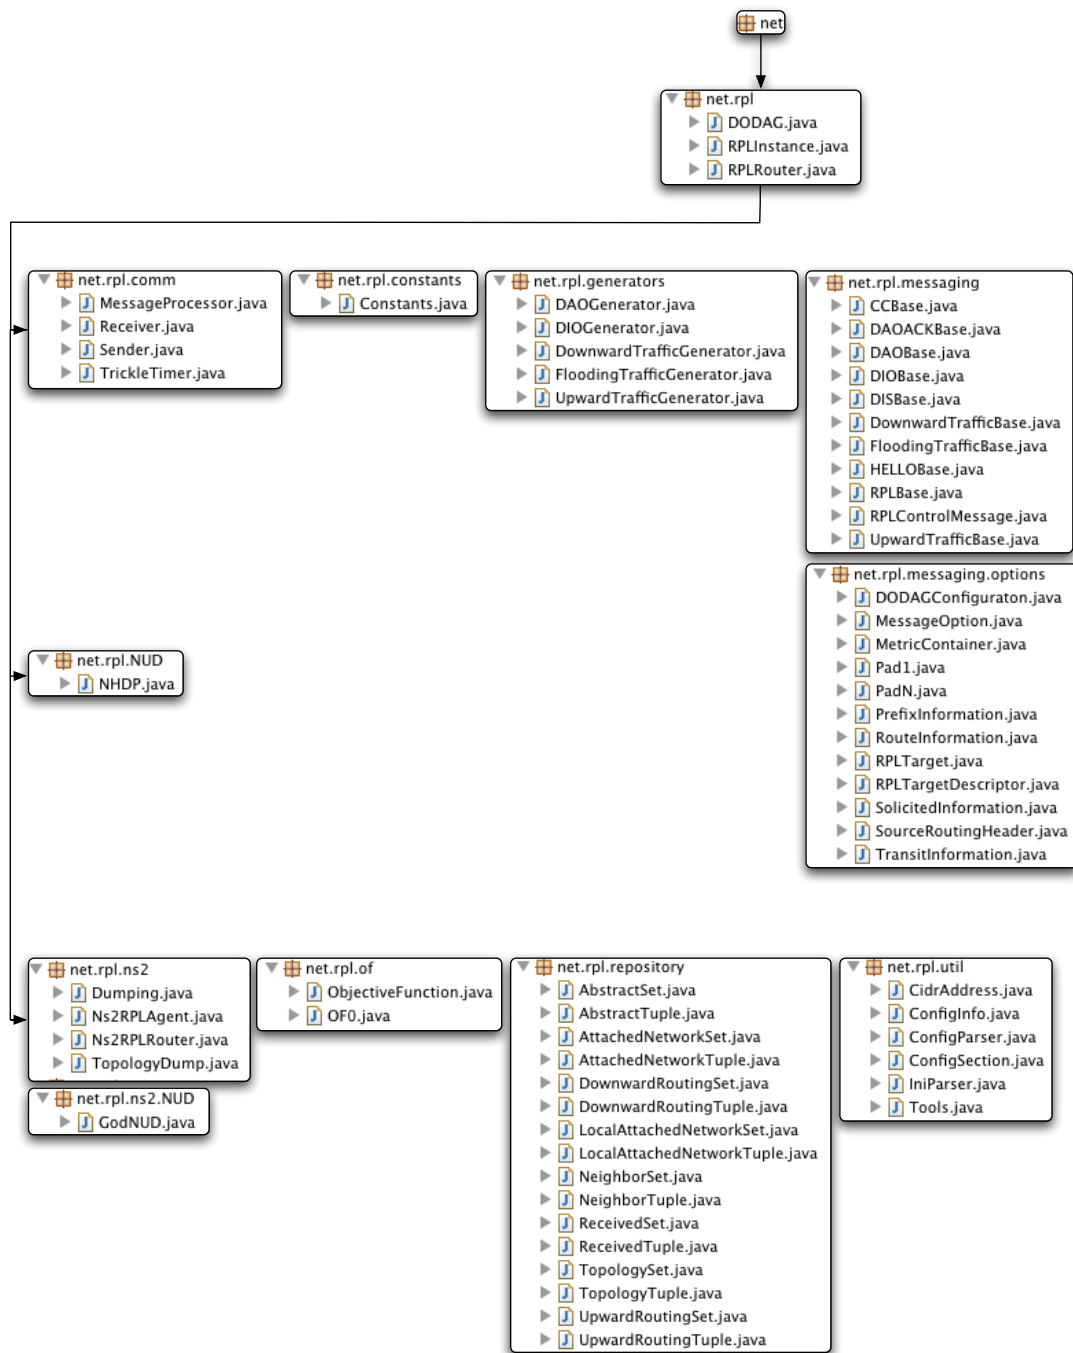 net
net.rpl
DODAG.java
RPLInstance.java
RPLRouter.java
net.rpl.comm
MessageProcessor.java
Receiver.java
Sender.java
TrickleTimer.java
net.rpl.constants
Constants.java
net.rpl.generators
DAOGenerator.java
DIOGenerator.java
DownwardTrafficGenerator.java
FloodingTrafficGenerator.java
UpwardTrafficGenerator.java
net.rpl.messaging
CCBase.java
DAOACKBase.java
DAOBase.java
DIOBase.java
DISBase.java
DownwardTrafficBase.java
FloodingTrafficBase.java
HELLOBase.java
RPLBase.java
RPLControlMessage.java
UpwardTrafficBase.java
net.rpl.messaging.options
DODAGConfiguraton.java
MessageOption.java
MetricContainer.java
Pad1.java
PadN.java
PrefixInformation.java
RouteInformation.java
RPLTarget.java
RPLTargetDescriptor.java
SolicitedInformation.java
SourceRoutingHeader.java
TransitInformation.java
net.rpl.NUD
NHDP.java
net.rpl.ns2
Dumping.java
Ns2RPLAgent.java
Ns2RPLRouter.java
TopologyDump.java
net.rpl.ns2.NUD
GodNUD.java
net.rpl.of
ObjectiveFunction.java
OF0.java
net.rpl.repository
AbstractSet.java
AbstractTuple.java
AttachedNetworkSet.java
AttachedNetworkTuple.java
DownwardRoutingSet.java
DownwardRoutingTuple.java
LocalAttachedNetworkSet.java
LocalAttachedNetworkTuple.java
NeighborSet.java
NeighborTuple.java
ReceivedSet.java
ReceivedTuple.java
TopologySet.java
TopologyTuple.java
UpwardRoutingSet.java
UpwardRoutingTuple.java
net.rpl.util
CidrAddress.java
ConfigInfo.java
ConfigParser.java
ConfigSection.java
IniParser.java
Tools.java